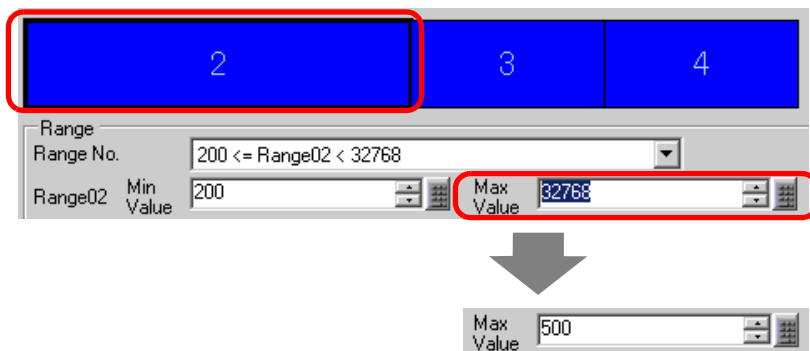 2 3 4
Range
Range No. 200 <= Range02 < 32768
Range02 Min Value 200 Max Value 32768
Max Value 500